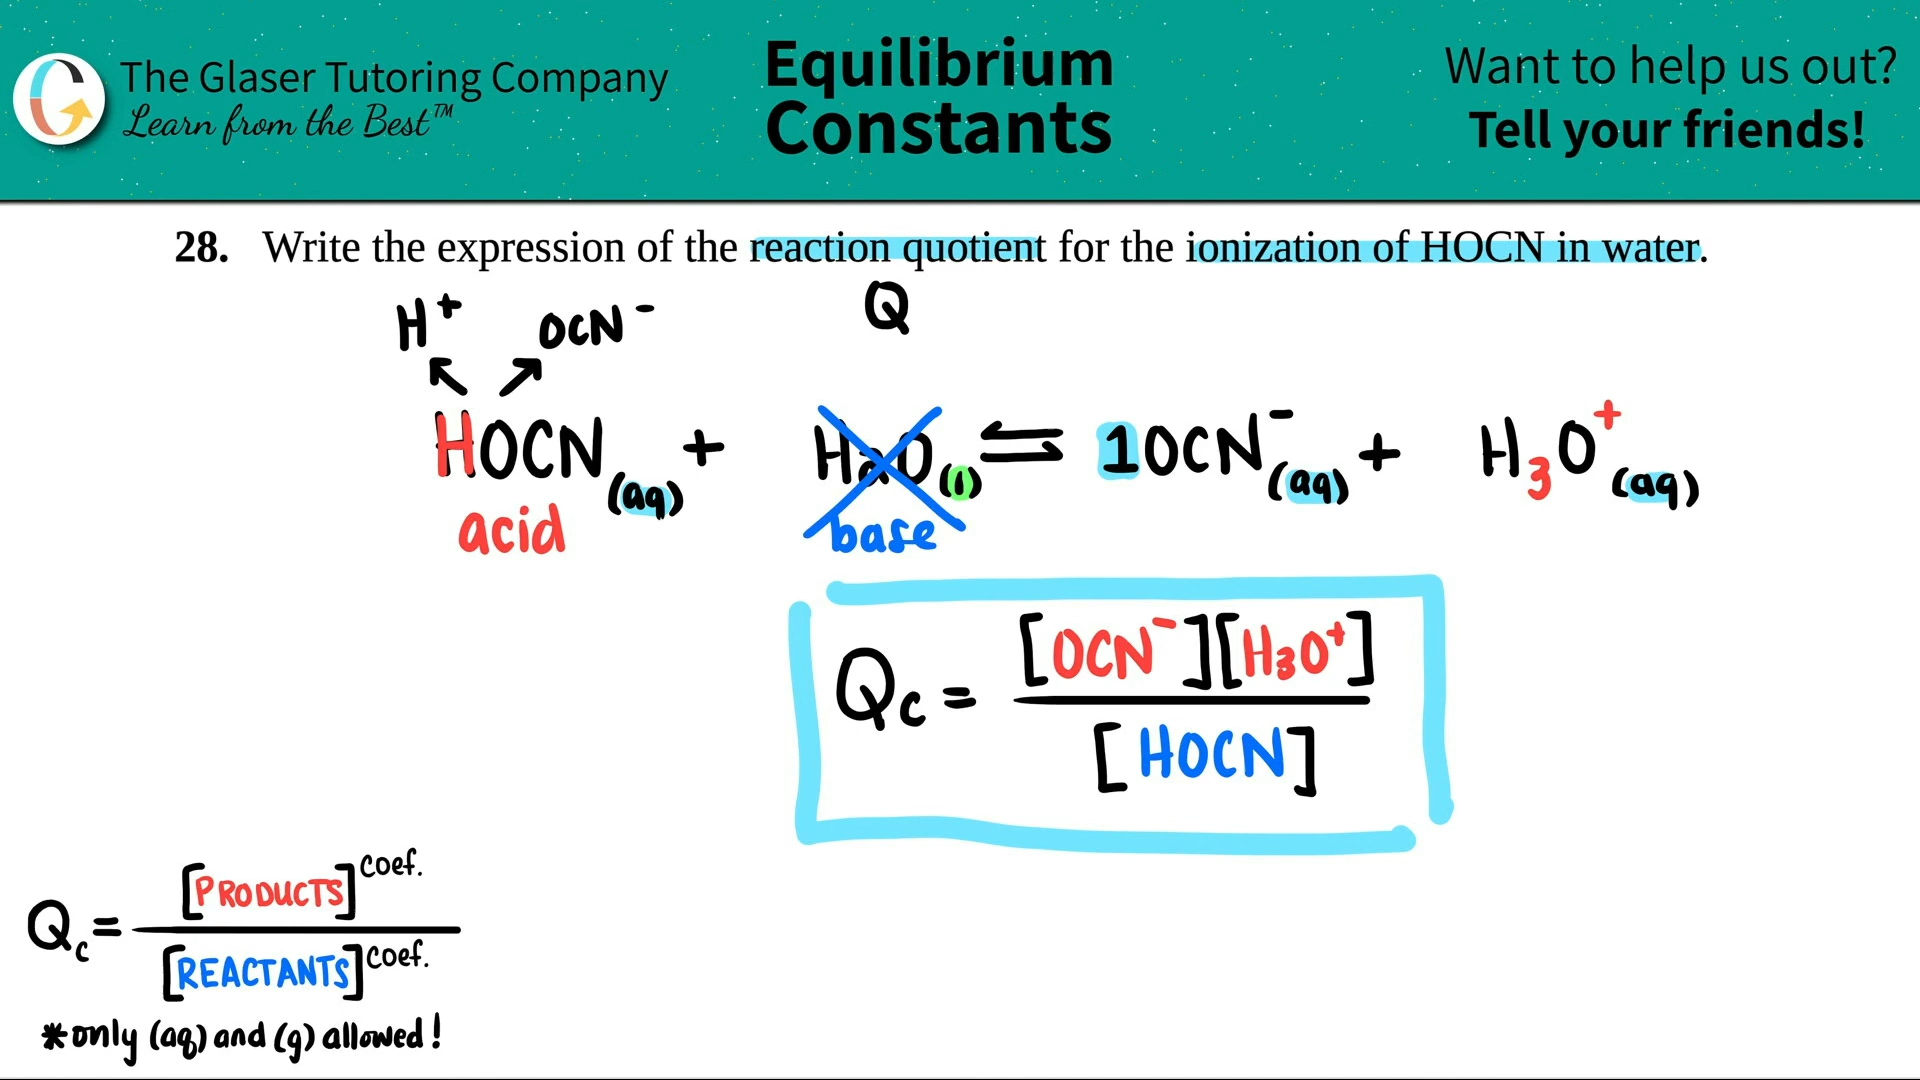 The Glaser Tutoring Company
Learn from the Best™
Equilibrium
Constants
Want to help us out?
Tell your friends!
28. Write the expression of the reaction quotient for the ionization of HOCN in water.
H⁺ OCN⁻ Q
HOCN(aq) + H₂O(l) ⇌ 1OCN⁻(aq) + H₃O⁺(aq)
acid base
Qc = [OCN⁻][H₃O⁺] / [HOCN]
Qc = [PRODUCTS]^coef. / [REACTANTS]^coef.
*only (aq) and (g) allowed!